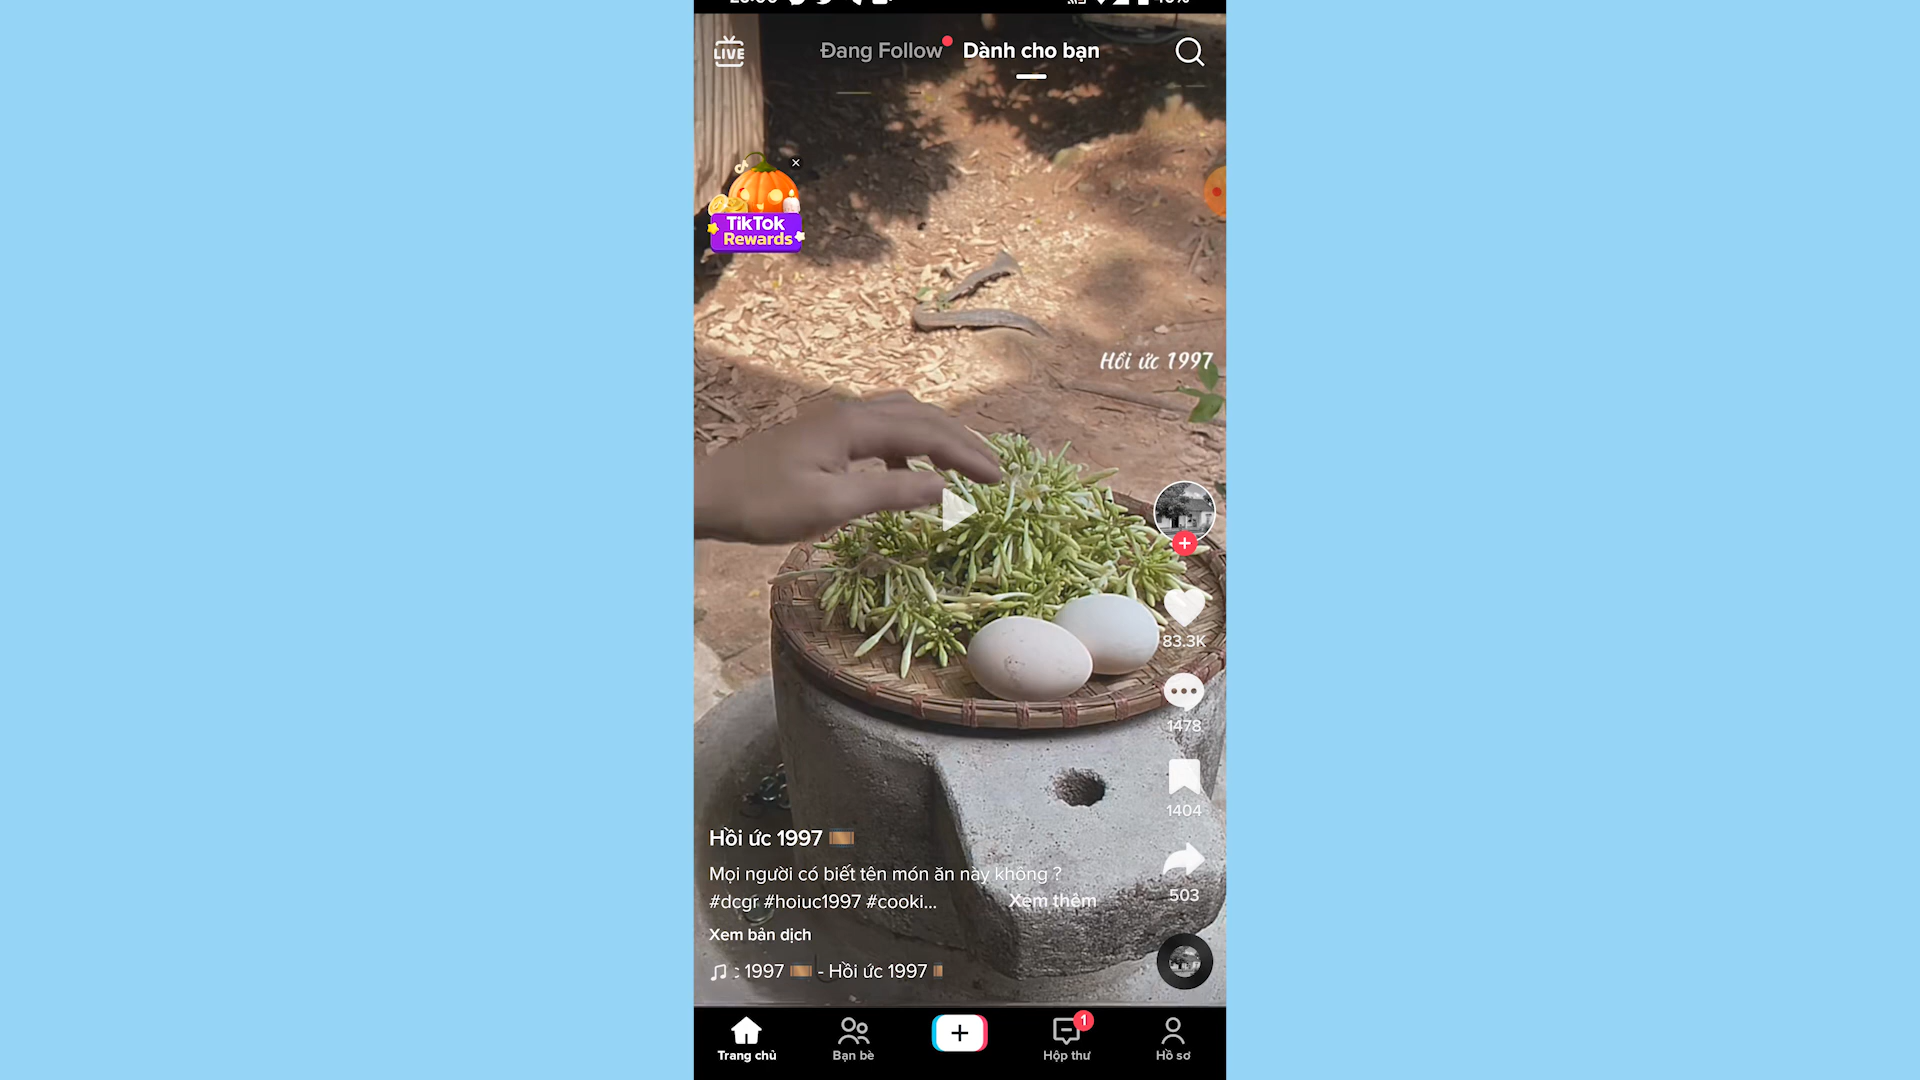 LIVE
Đang Follow
Dành cho bạn
TikTok
Rewards
Hồi ức 1997
83.3K
1478
1404
503
Hồi ức 1997
Mọi người có biết tên món ăn này không ?
#dcgr #hoiuc1997 #cooki... Xem thêm
Xem bản dịch
1997 - Hồi ức 1997
Trang chủ
Bạn bè
1
Hộp thư
Hồ sơ